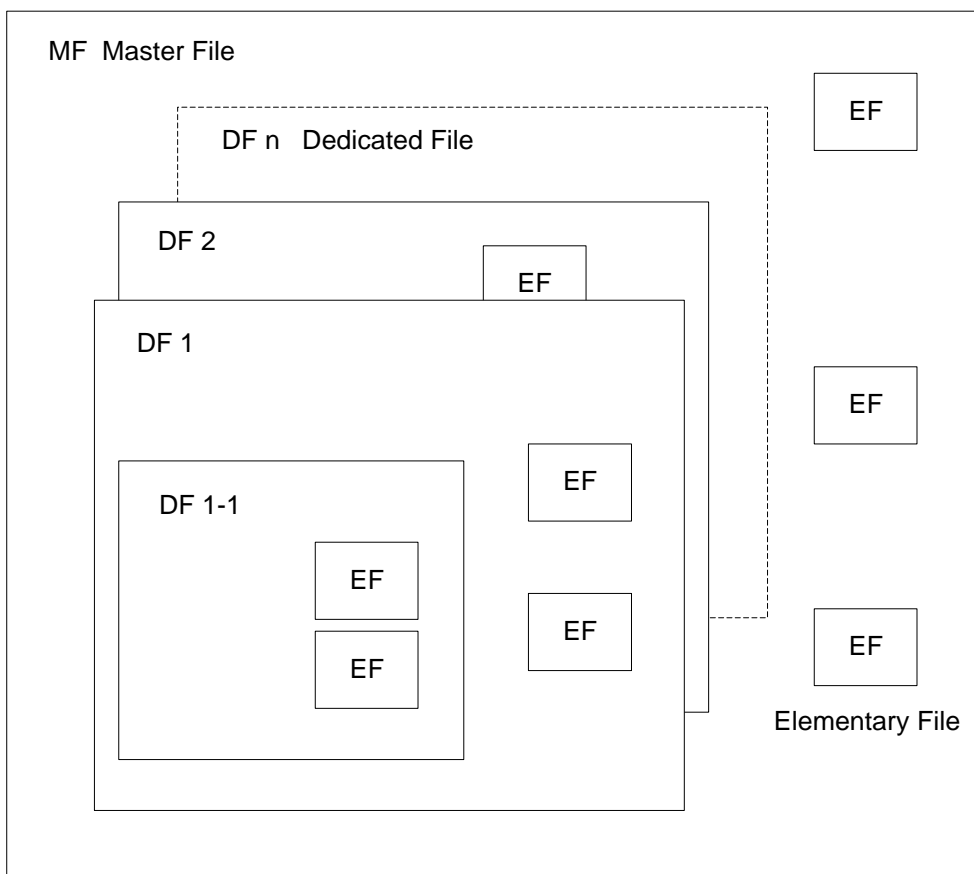 MF Master File
EF
DF n Dedicated File
DF 2
EF
DF 1
EF
EF
DF 1-1
EF
EF
EF
EF
Elementary File